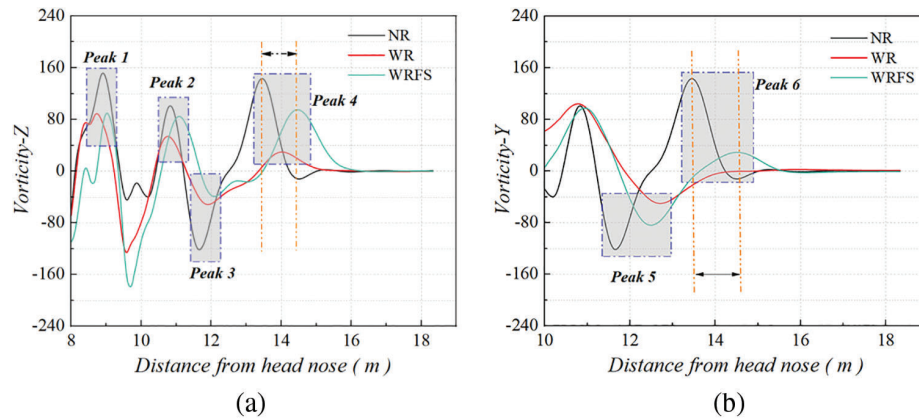 (a)
240
160
80
0
-80
-160
-240
Vorticity-Z
Peak 1
Peak 2
Peak 3
Peak 4
NR
WR
WRFS
8 10 12 14 16 18
Distance from head nose ( m )
(a)
(b)
240
160
80
0
-80
-160
-240
Vorticity-Y
Peak 5
Peak 6
NR
WR
WRFS
10 12 14 16 18
Distance from head nose ( m )
(b)